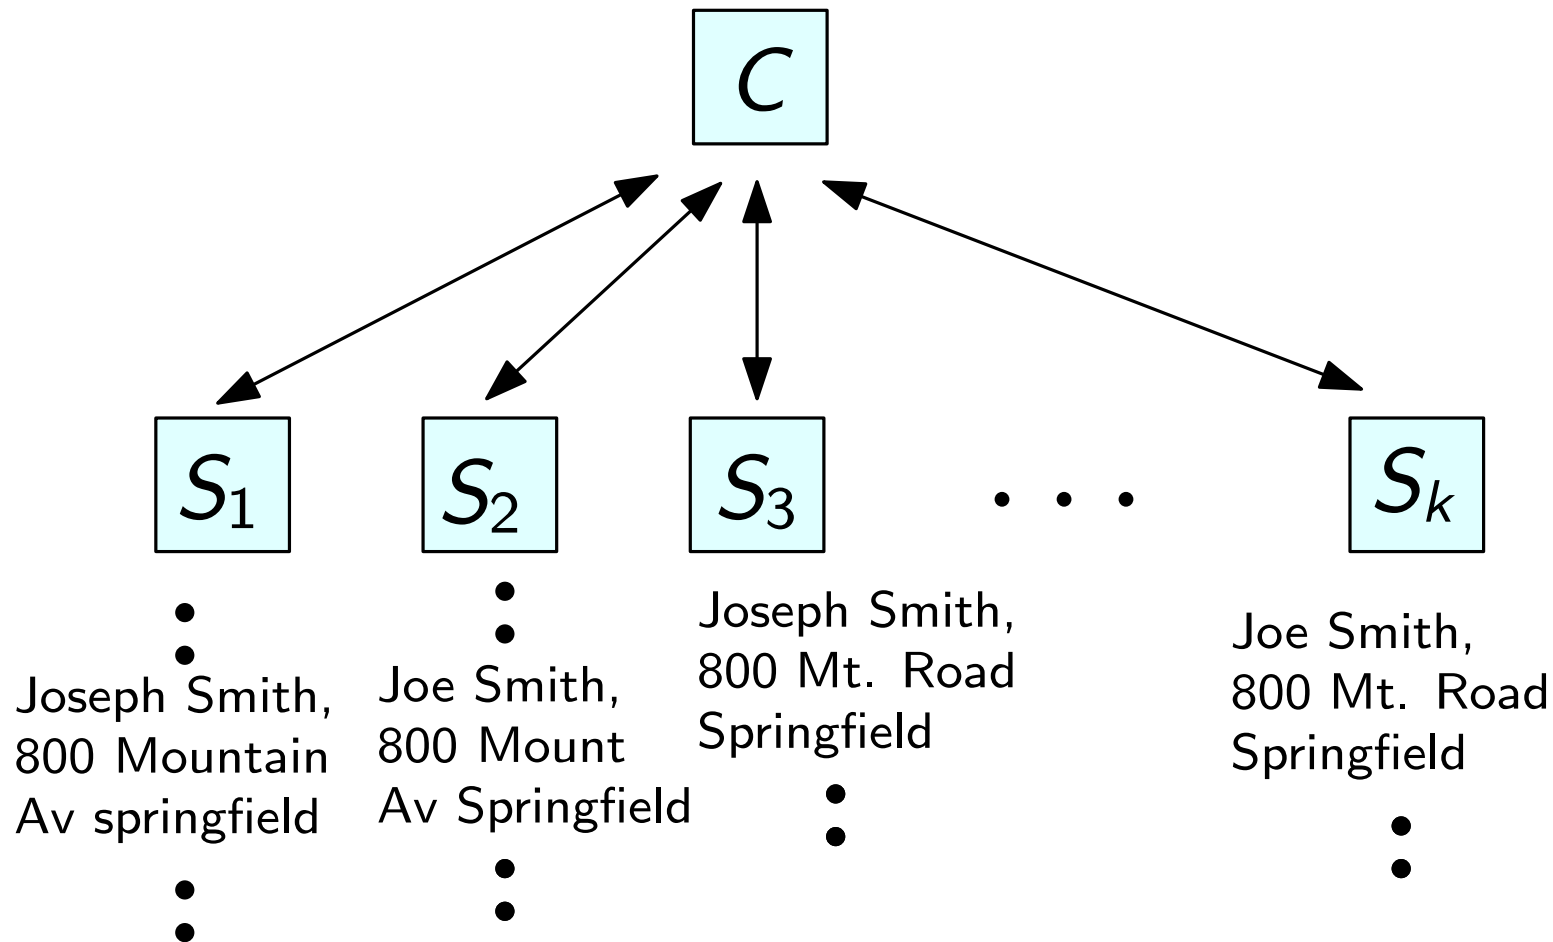 C
S₁
S₂
S₃
. . .
Sₖ
Joseph Smith,
800 Mountain
Av springfield
Joe Smith,
800 Mount
Av Springfield
Joseph Smith,
800 Mt. Road
Springfield
Joe Smith,
800 Mt. Road
Springfield